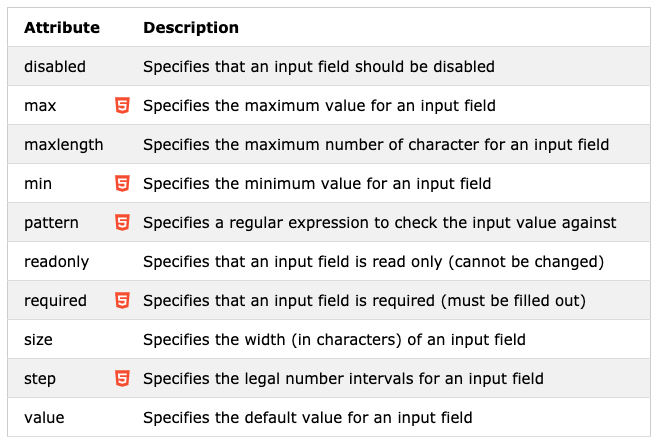 Attribute Description
disabled Specifies that an input field should be disabled
max 5 Specifies the maximum value for an input field
maxlength Specifies the maximum number of character for an input field
min 5 Specifies the minimum value for an input field
pattern 5 Specifies a regular expression to check the input value against
readonly Specifies that an input field is read only (cannot be changed)
required 5 Specifies that an input field is required (must be filled out)
size Specifies the width (in characters) of an input field
step 5 Specifies the legal number intervals for an input field
value Specifies the default value for an input field